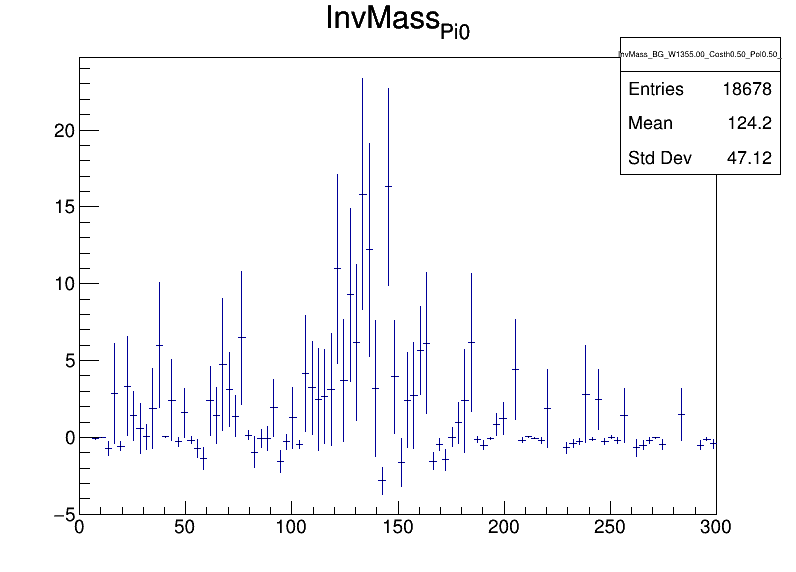 InvMass_Pi0
InvMass_BG_W1355.00_Costh0.50_Pol0.50_
Entries 18678
Mean 124.2
Std Dev 47.12
20
15
10
5
0
−5
0 50 100 150 200 250 300